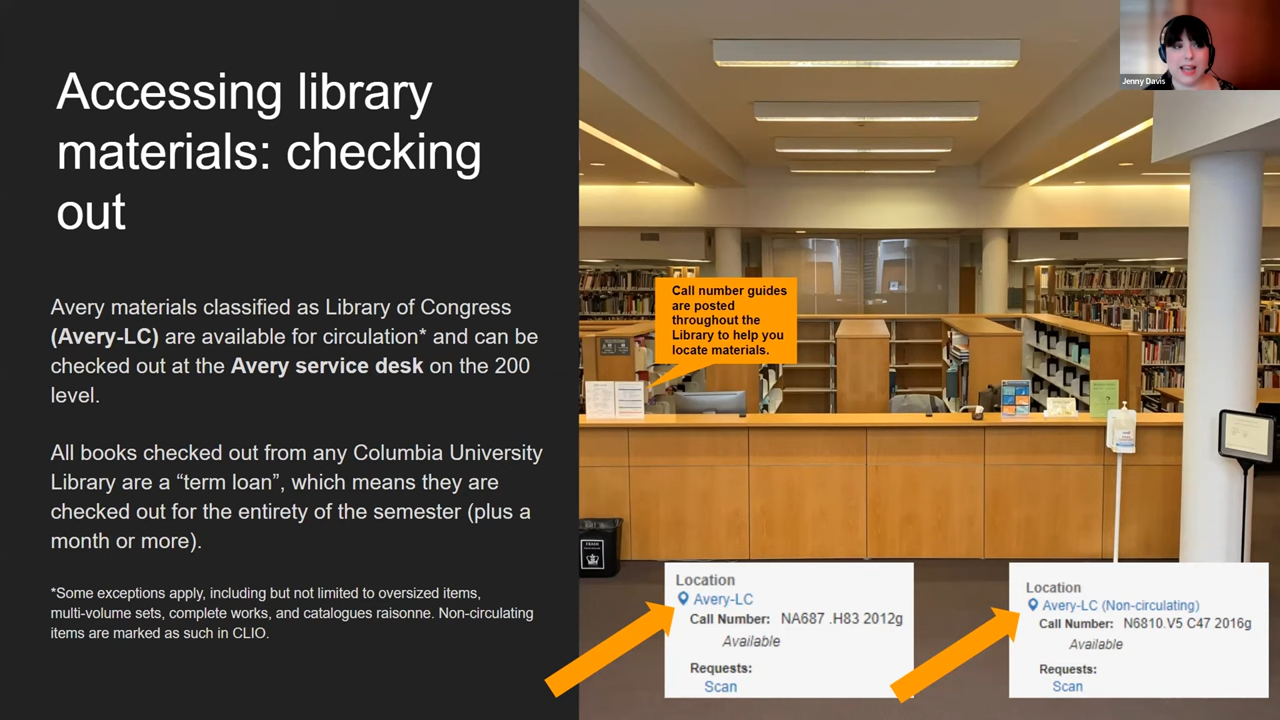 Accessing library
materials: checking
out
Avery materials classified as Library of Congress
(Avery-LC) are available for circulation* and can be
checked out at the Avery service desk on the 200
level.
All books checked out from any Columbia University
Library are a “term loan”, which means they are
checked out for the entirety of the semester (plus a
month or more).
*Some exceptions apply, including but not limited to oversized items,
multi-volume sets, complete works, and catalogues raisonne. Non-circulating
items are marked as such in CLIO.
Jenny Davis
Call number guides
are posted
throughout the
Library to help you
locate materials.
TRASH
Location
Avery-LC
Call Number: NA687 .H83 2012g
Available
Requests:
Scan
Location
Avery-LC (Non-circulating)
Call Number: N6810.V5 C47 2016g
Available
Requests:
Scan